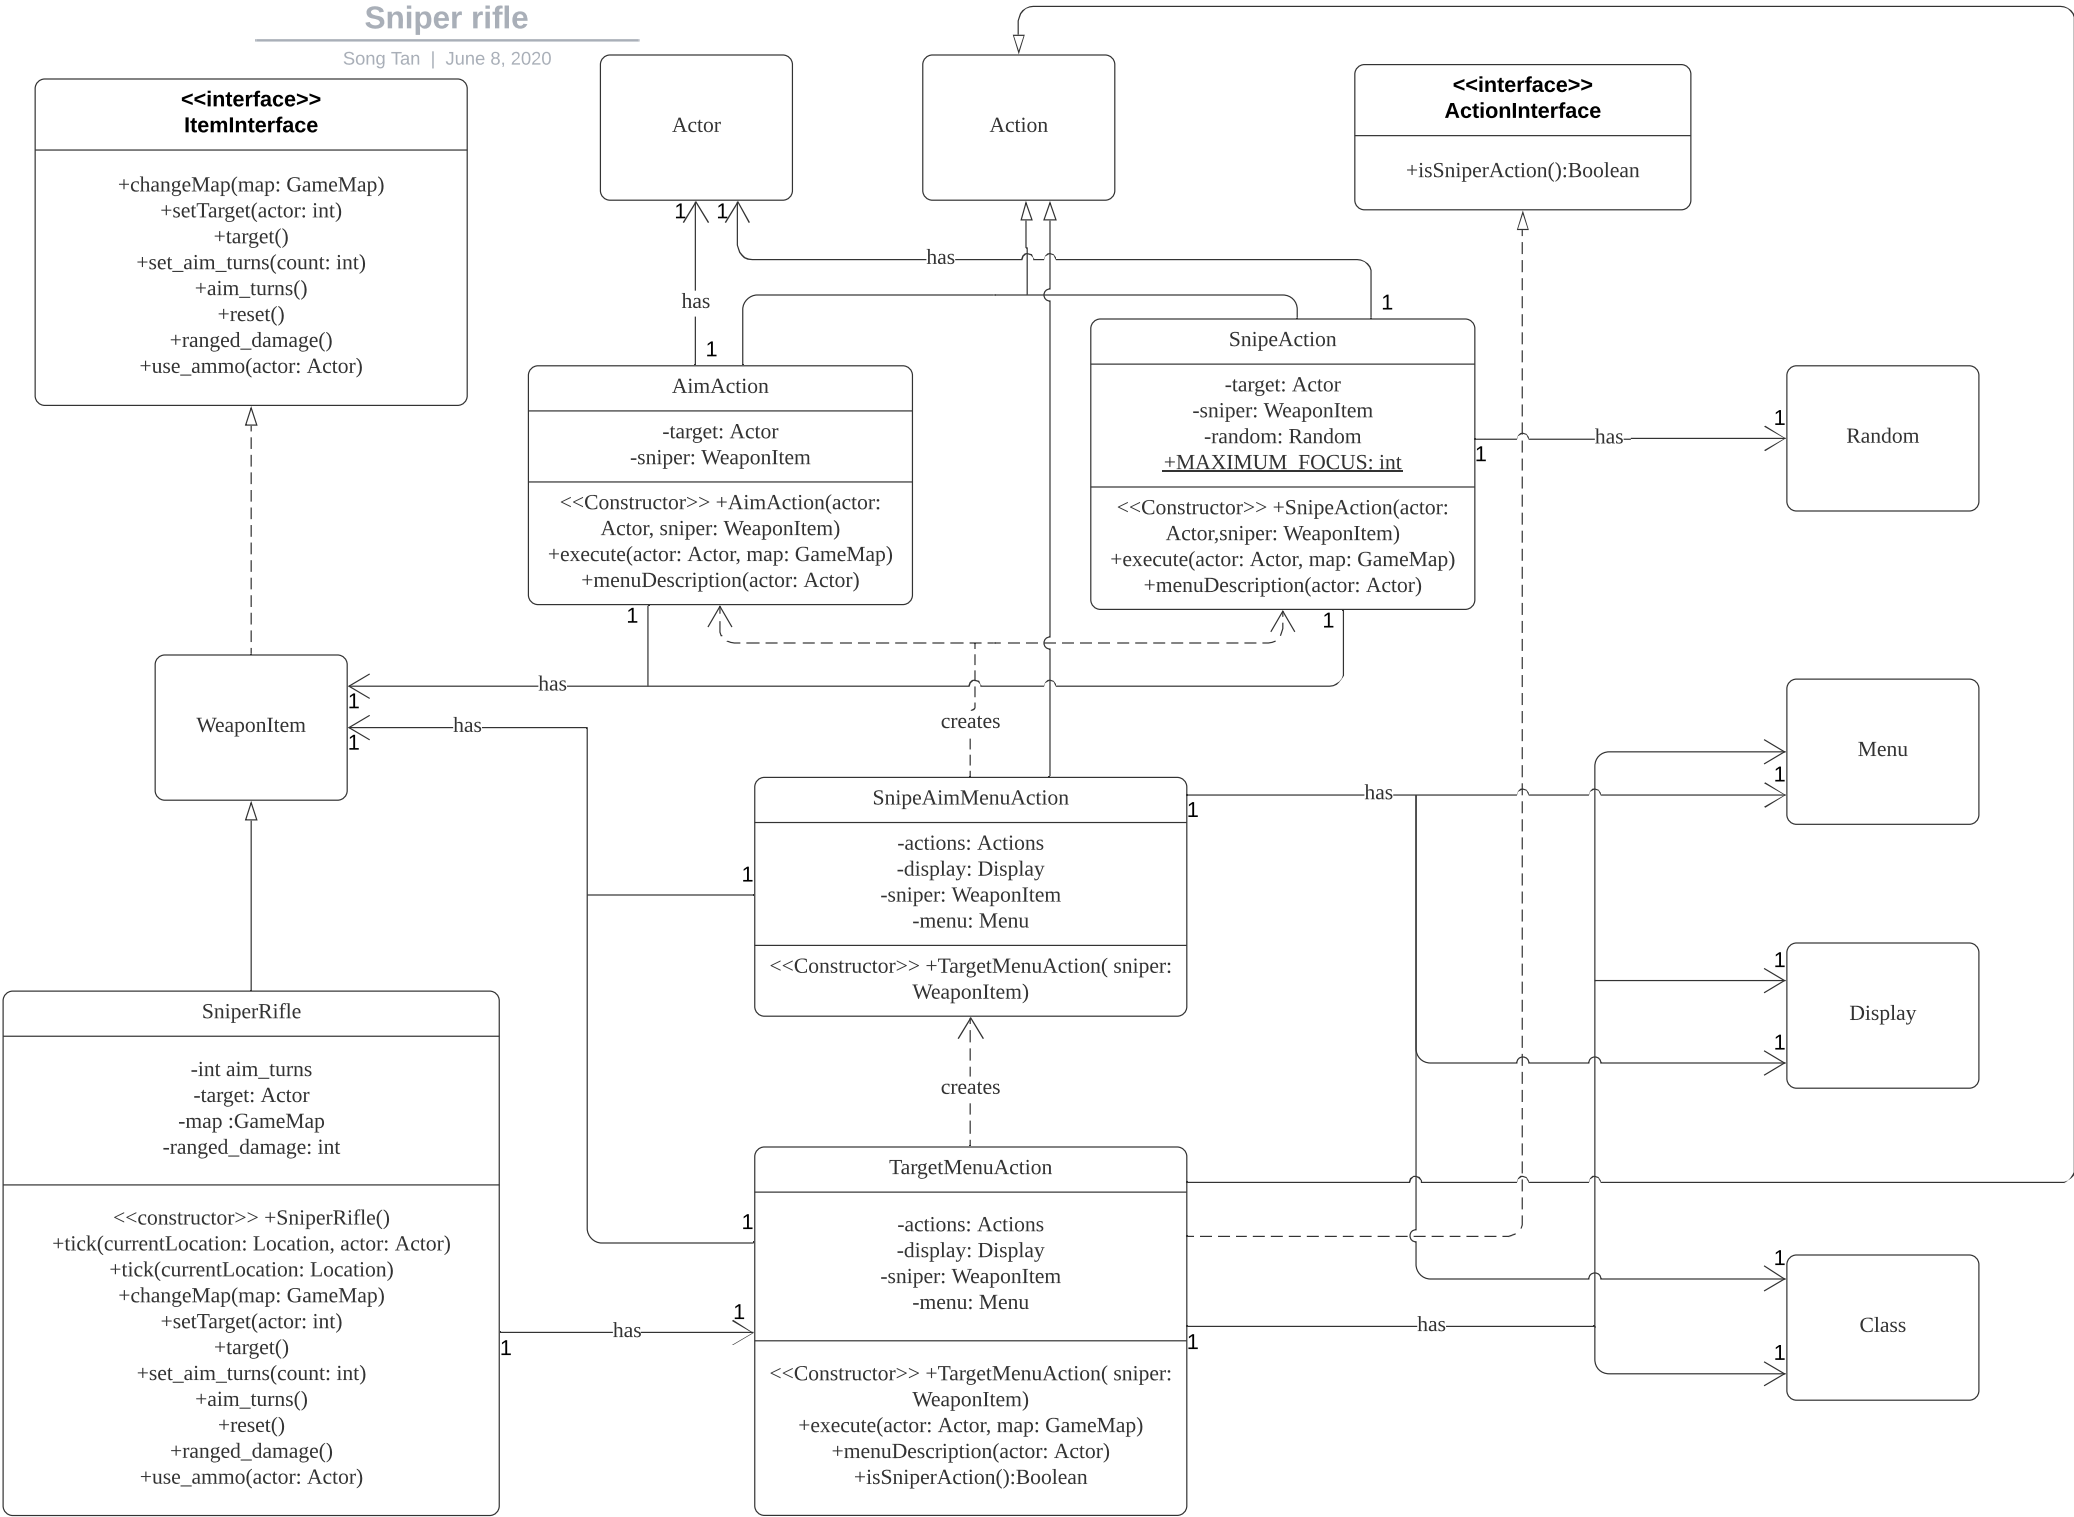 Sniper rifle
Song Tan | June 8, 2020
<<interface>>
ItemInterface
+changeMap(map: GameMap)
+setTarget(actor: int)
+target()
+set_aim_turns(count: int)
+aim_turns()
+reset()
+ranged_damage()
+use_ammo(actor: Actor)
Actor
Action
<<interface>>
ActionInterface
+isSniperAction():Boolean
1
1
has
has
1
1
AimAction
-target: Actor
-sniper: WeaponItem
<<Constructor>> +AimAction(actor:
Actor, sniper: WeaponItem)
+execute(actor: Actor, map: GameMap)
+menuDescription(actor: Actor)
1
SnipeAction
-target: Actor
-sniper: WeaponItem
-random: Random
+MAXIMUM_FOCUS: int
<<Constructor>> +SnipeAction(actor:
Actor,sniper: WeaponItem)
+execute(actor: Actor, map: GameMap)
+menuDescription(actor: Actor)
1
1
has
1
Random
WeaponItem
1
has
1
has
creates
SnipeAimMenuAction
-actions: Actions
-display: Display
-sniper: WeaponItem
-menu: Menu
<<Constructor>> +TargetMenuAction( sniper:
WeaponItem)
1
1
has
1
Menu
1
1
Display
creates
SniperRifle
-int aim_turns
-target: Actor
-map :GameMap
-ranged_damage: int
<<constructor>> +SniperRifle()
+tick(currentLocation: Location, actor: Actor)
+tick(currentLocation: Location)
+changeMap(map: GameMap)
+setTarget(actor: int)
+target()
+set_aim_turns(count: int)
+aim_turns()
+reset()
+ranged_damage()
+use_ammo(actor: Actor)
1
has
1
1
TargetMenuAction
-actions: Actions
-display: Display
-sniper: WeaponItem
-menu: Menu
<<Constructor>> +TargetMenuAction( sniper:
WeaponItem)
+execute(actor: Actor, map: GameMap)
+menuDescription(actor: Actor)
+isSniperAction():Boolean
1
has
1
1
Class